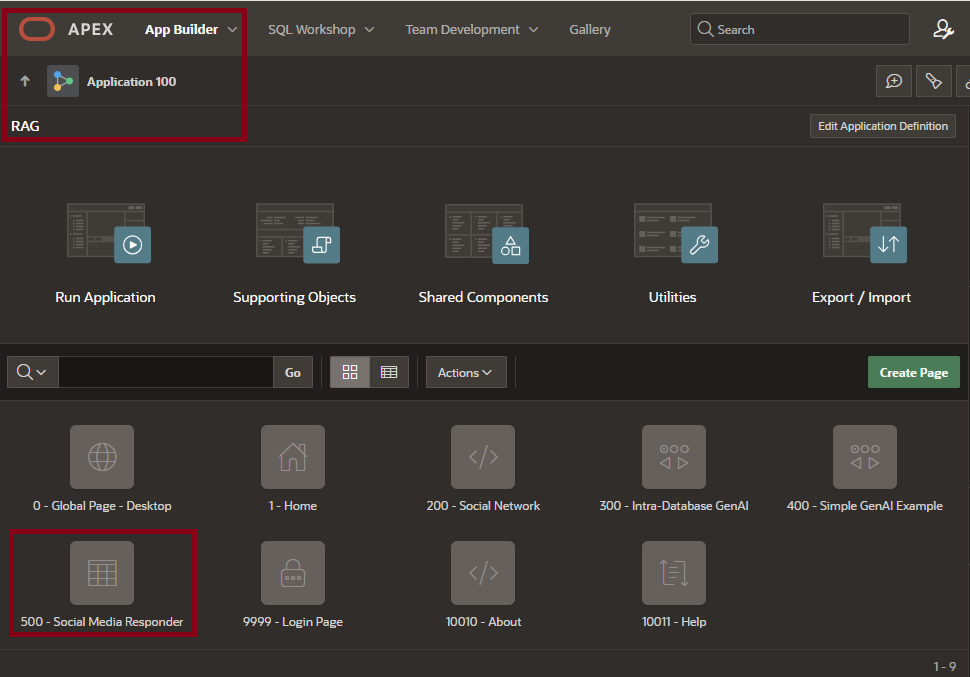 APEX App Builder SQL Workshop Team Development Gallery Search
Application 100
RAG Edit Application Definition
Run Application Supporting Objects Shared Components Utilities Export / Import
Go Actions Create Page
0 - Global Page - Desktop 1 - Home 200 - Social Network 300 - Intra-Database GenAI 400 - Simple GenAI Example
500 - Social Media Responder 9999 - Login Page 10010 - About 10011 - Help
1 - 9